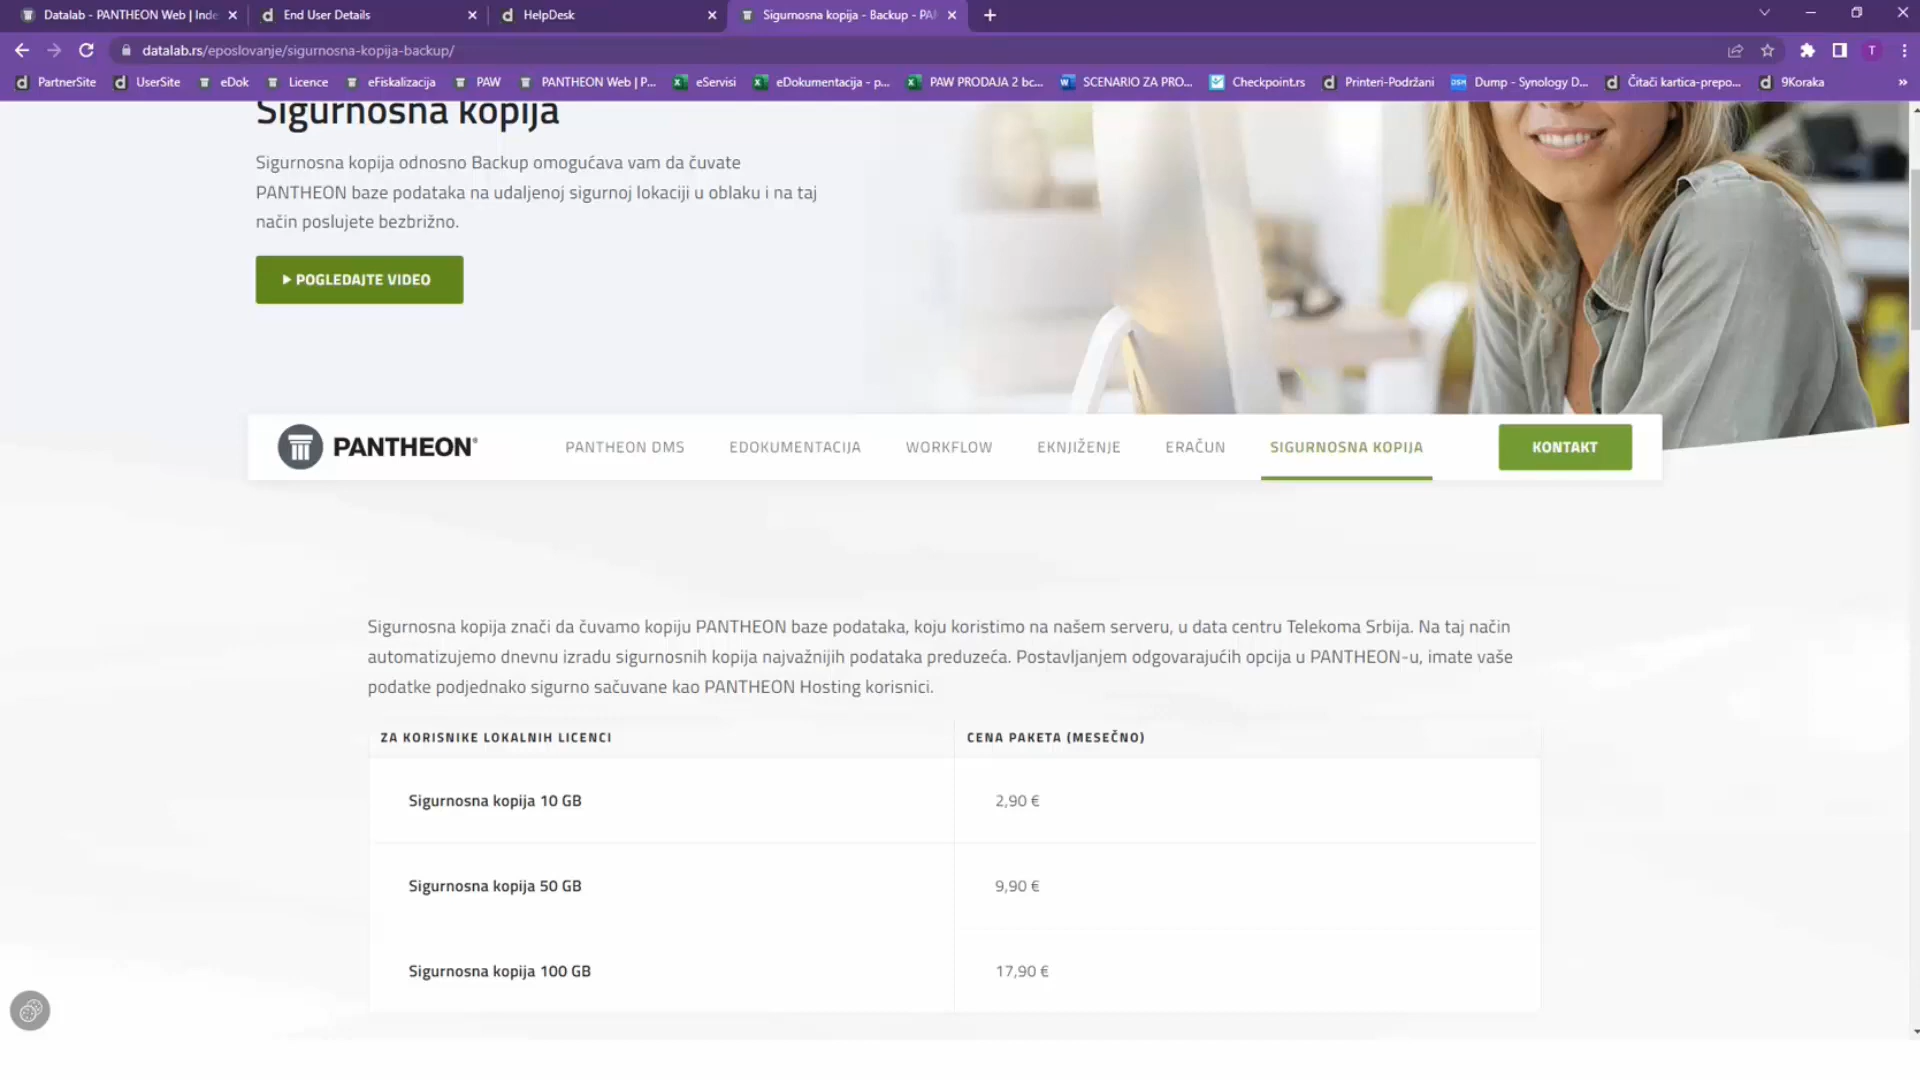 Datalab - PANTHEON Web | Inde
End User Details
HelpDesk
Sigurnosna kopija - Backup - PAN
datalab.rs/eposlovanje/sigurnosna-kopija-backup/
T
PartnerSite
UserSite
eDok
Licence
eFiskalizacija
PAW
PANTHEON Web | P...
eServisi
eDokumentacija - p...
PAW PRODAJA 2 bc...
SCENARIO ZA PRO...
Checkpoint.rs
Printeri-Podržani
DSM
Dump - Synology D...
Čitači kartica-prepo...
9Koraka
»
Sigurnosna kopija
Sigurnosna kopija odnosno Backup omogućava vam da čuvate
PANTHEON baze podataka na udaljenoj sigurnoj lokaciji u oblaku i na taj
način poslujete bezbrižno.
POGLEDAJTE VIDEO
PANTHEON®
PANTHEON DMS
EDOKUMENTACIJA
WORKFLOW
EKNJIŽENJE
ERAČUN
SIGURNOSNA KOPIJA
KONTAKT
Sigurnosna kopija znači da čuvamo kopiju PANTHEON baze podataka, koju koristimo na našem serveru, u data centru Telekoma Srbija. Na taj način
automatizujemo dnevnu izradu sigurnosnih kopija najvažnijih podataka preduzeća. Postavljanjem odgovarajućih opcija u PANTHEON-u, imate vaše
podatke podjednako sigurno sačuvane kao PANTHEON Hosting korisnici.
ZA KORISNIKE LOKALNIH LICENCI
CENA PAKETA (MESEČNO)
Sigurnosna kopija 10 GB
2,90 €
Sigurnosna kopija 50 GB
9,90 €
Sigurnosna kopija 100 GB
17,90 €